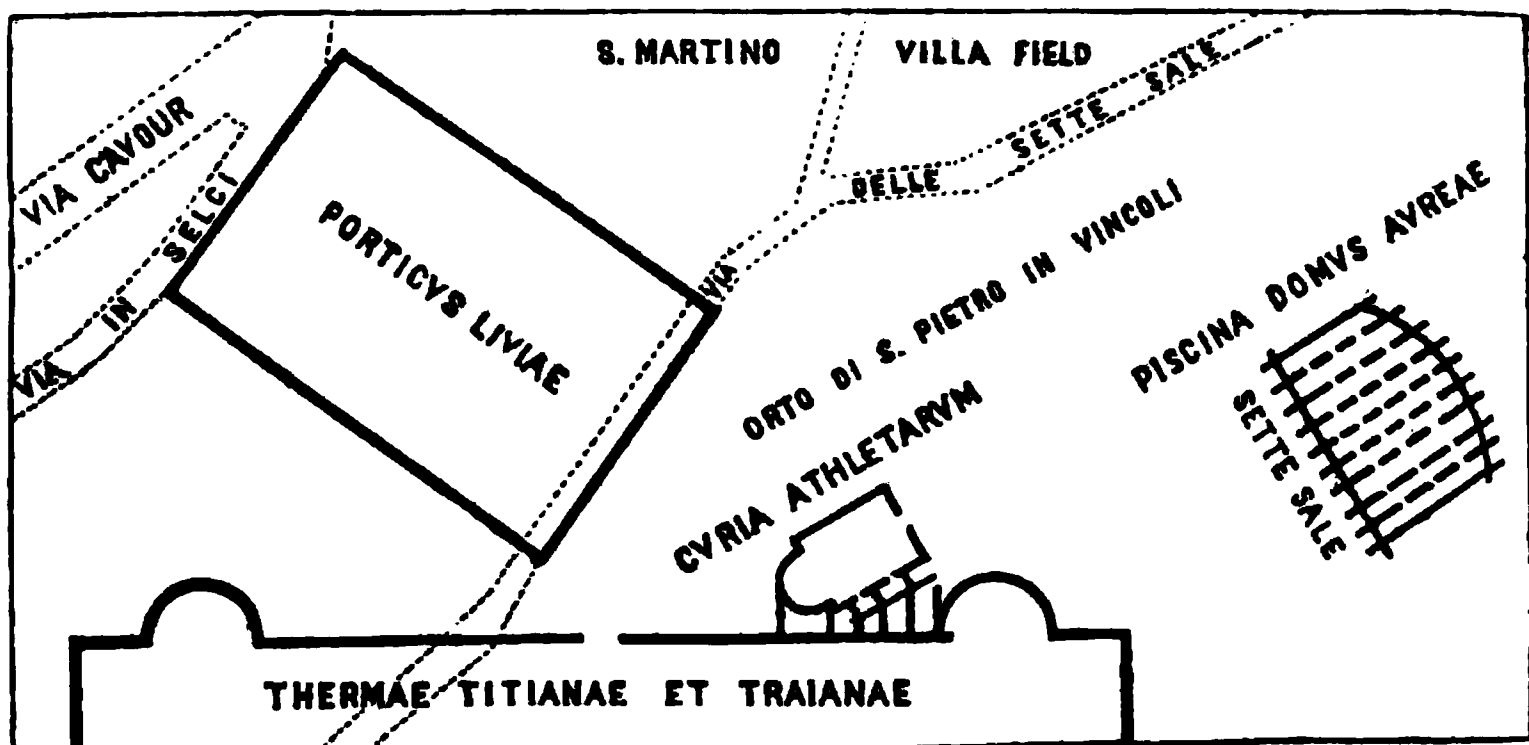 S. MARTINO
VILLA FIELD
VIA CAVOUR
VIA IN SELCI
PORTICVS LIVIAE
VIA DELLE SETTE SALE
ORTO DI S. PIETRO IN VINCOLI
PISCINA DOMVS AVREAE
SETTE SALE
CVRIA ATHLETARVM
THERMAE TITIANAE ET TRAIANAE